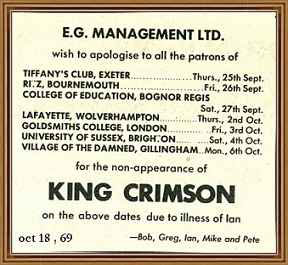 E.G. MANAGEMENT LTD.
wish to apologise to all the patrons of
TIFFANY'S CLUB, EXETER Thurs., 25th Sept.
RITZ, BOURNEMOUTH Fri., 26th Sept.
COLLEGE OF EDUCATION, BOGNOR REGIS
Sat., 27th Sept.
LAFAYETTE, WOLVERHAMPTON Thurs., 2nd Oct.
GOLDSMITHS COLLEGE, LONDON Fri., 3rd Oct.
UNIVERSITY OF SUSSEX, BRIGHTON Sat., 4th Oct.
VILLAGE OF THE DAMNED, GILLINGHAM Mon., 6th Oct.
for the non-appearance of
KING CRIMSON
on the above dates due to illness of Ian
oct 18 , 69 —Bob, Greg, Ian, Mike and Pete